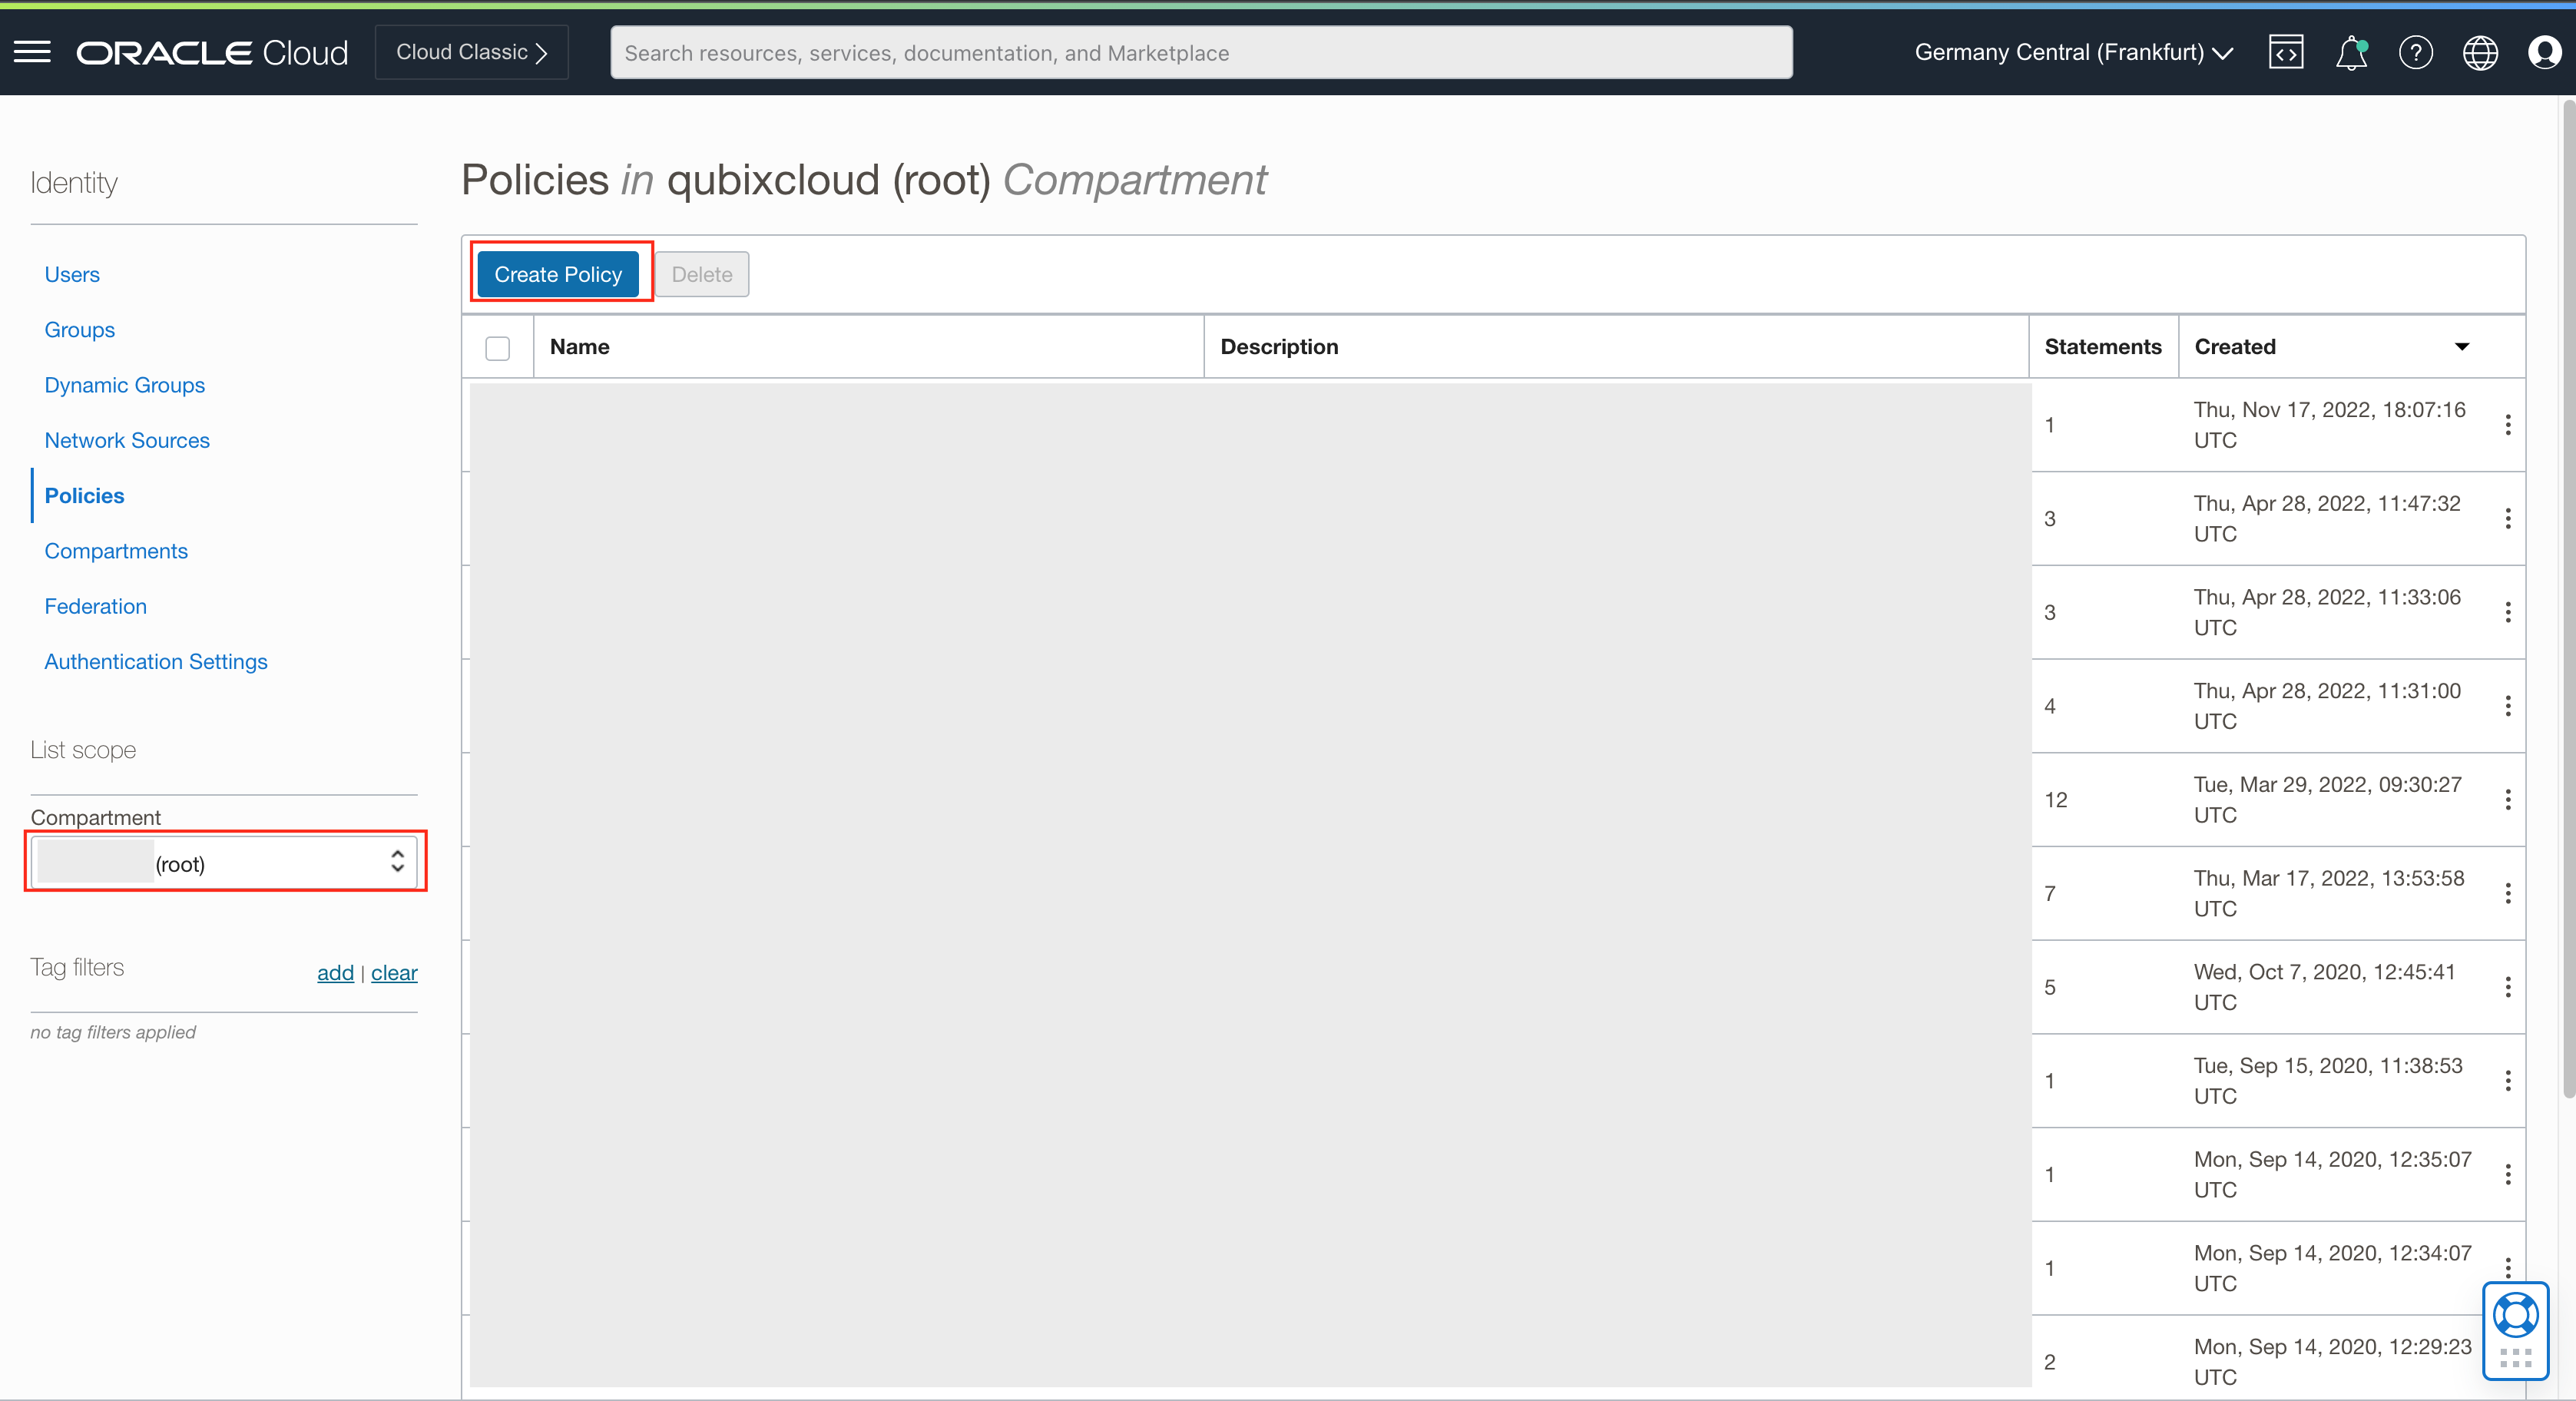 ORACLE Cloud
Cloud Classic
Search resources, services, documentation, and Marketplace
Germany Central (Frankfurt)
Identity
Users
Groups
Dynamic Groups
Network Sources
Policies
Compartments
Federation
Authentication Settings
List scope
Compartment
(root)
Tag filters
add | clear
no tag filters applied
Policies in qubixcloud (root) Compartment
Create Policy
Delete
Name Description Statements Created
1 Thu, Nov 17, 2022, 18:07:16
UTC
3 Thu, Apr 28, 2022, 11:47:32
UTC
3 Thu, Apr 28, 2022, 11:33:06
UTC
4 Thu, Apr 28, 2022, 11:31:00
UTC
12 Tue, Mar 29, 2022, 09:30:27
UTC
7 Thu, Mar 17, 2022, 13:53:58
UTC
5 Wed, Oct 7, 2020, 12:45:41
UTC
1 Tue, Sep 15, 2020, 11:38:53
UTC
1 Mon, Sep 14, 2020, 12:35:07
UTC
1 Mon, Sep 14, 2020, 12:34:07
UTC
2 Mon, Sep 14, 2020, 12:29:23
UTC